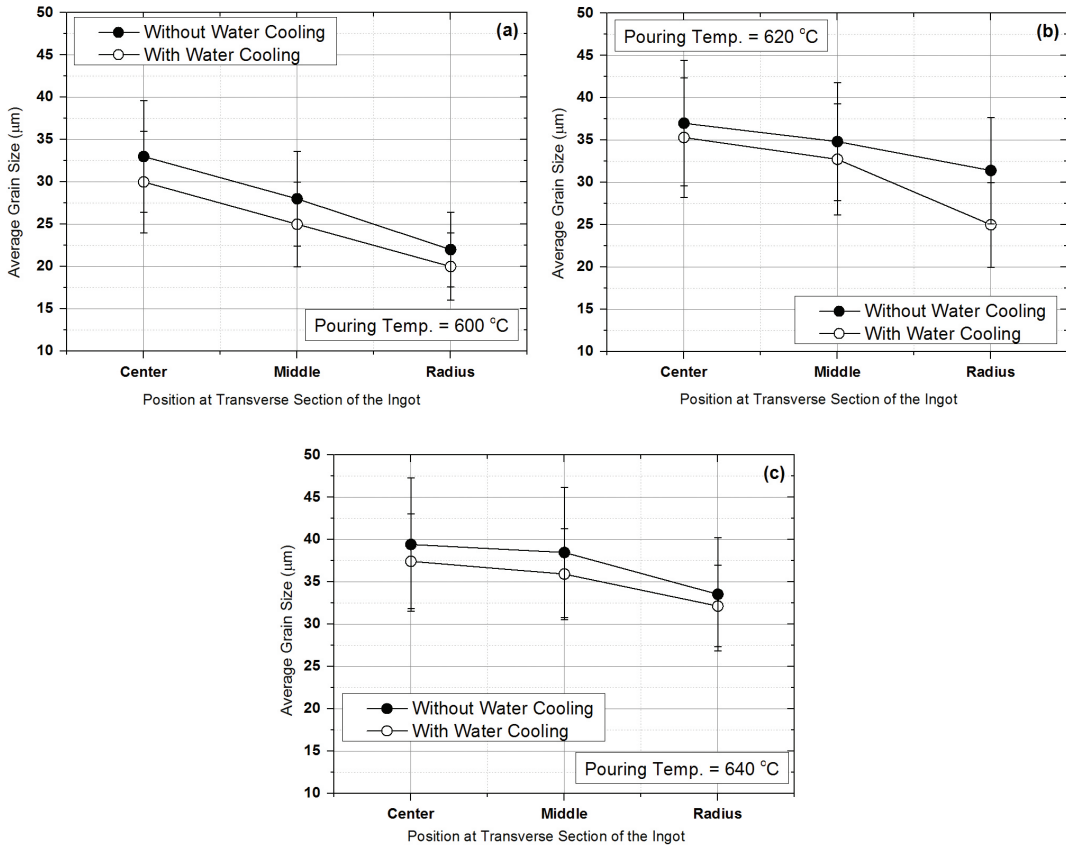 (a)
Without Water Cooling
With Water Cooling
Average Grain Size (μm)
50
45
40
35
30
25
20
15
10
Pouring Temp. = 600 °C
Center Middle Radius
Position at Transverse Section of the Ingot
(b)
Pouring Temp. = 620 °C
Average Grain Size (μm)
50
45
40
35
30
25
20
15
10
Without Water Cooling
With Water Cooling
Center Middle Radius
Position at Transverse Section of the Ingot
(c)
Average Grain Size (μm)
50
45
40
35
30
25
20
15
10
Without Water Cooling
With Water Cooling
Pouring Temp. = 640 °C
Center Middle Radius
Position at Transverse Section of the Ingot